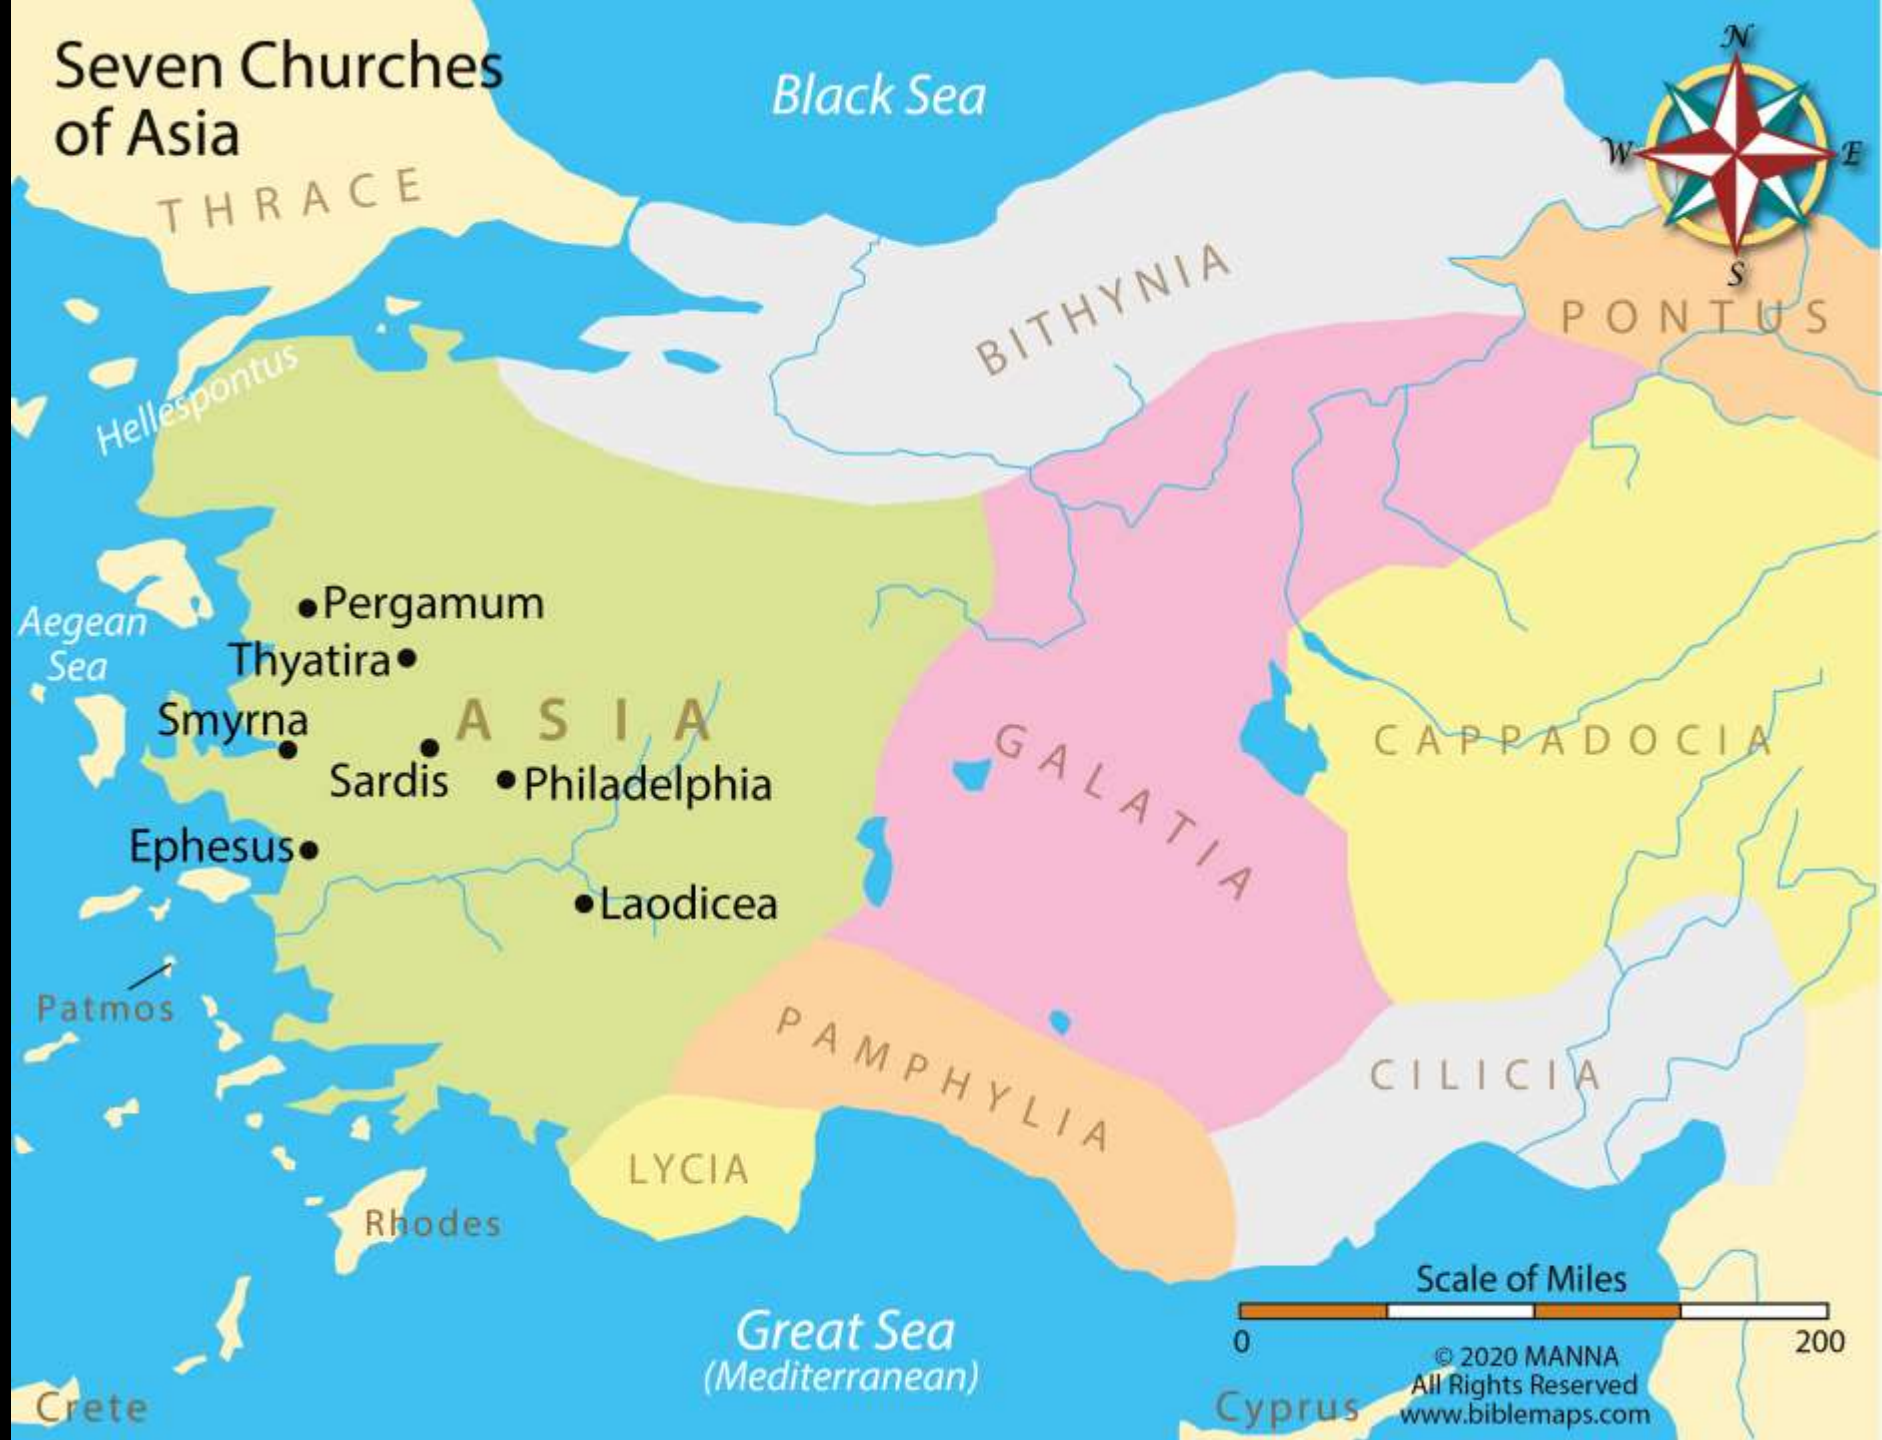 Seven Churches
of Asia
Black Sea
N
W
E
S
THRACE
BITHYNIA
PONTUS
Hellespontus
Aegean
Sea
Pergamum
Thyatira
ASIA
Smyrna
Sardis
Philadelphia
Ephesus
Laodicea
GALATIA
CAPPADOCIA
Patmos
PAMPHYLIA
CILICIA
LYCIA
Rhodes
Great Sea
(Mediterranean)
Crete
Cyprus
Scale of Miles
0
200
© 2020 MANNA
All Rights Reserved
www.biblemaps.com